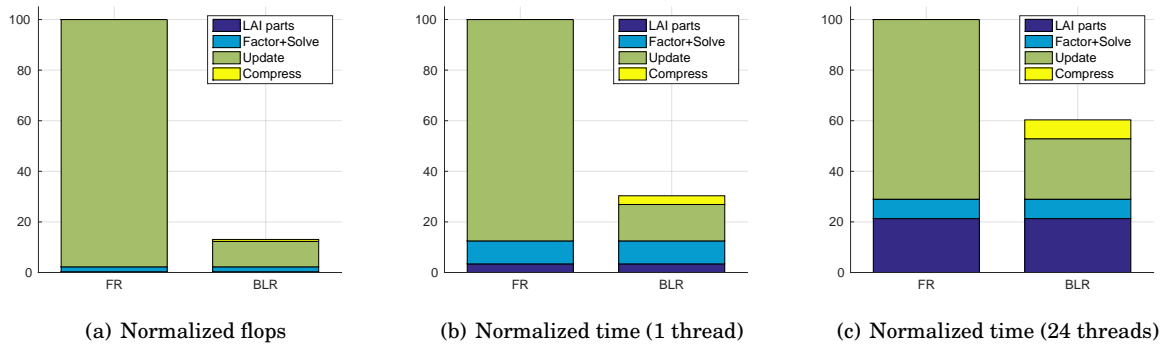 100
80
60
40
20
0
FR
BLR
LAI parts
Factor+Solve
Update
Compress
(a) Normalized flops
100
80
60
40
20
0
FR
BLR
LAI parts
Factor+Solve
Update
Compress
(b) Normalized time (1 thread)
100
80
60
40
20
0
FR
BLR
LAI parts
Factor+Solve
Update
Compress
(c) Normalized time (24 threads)